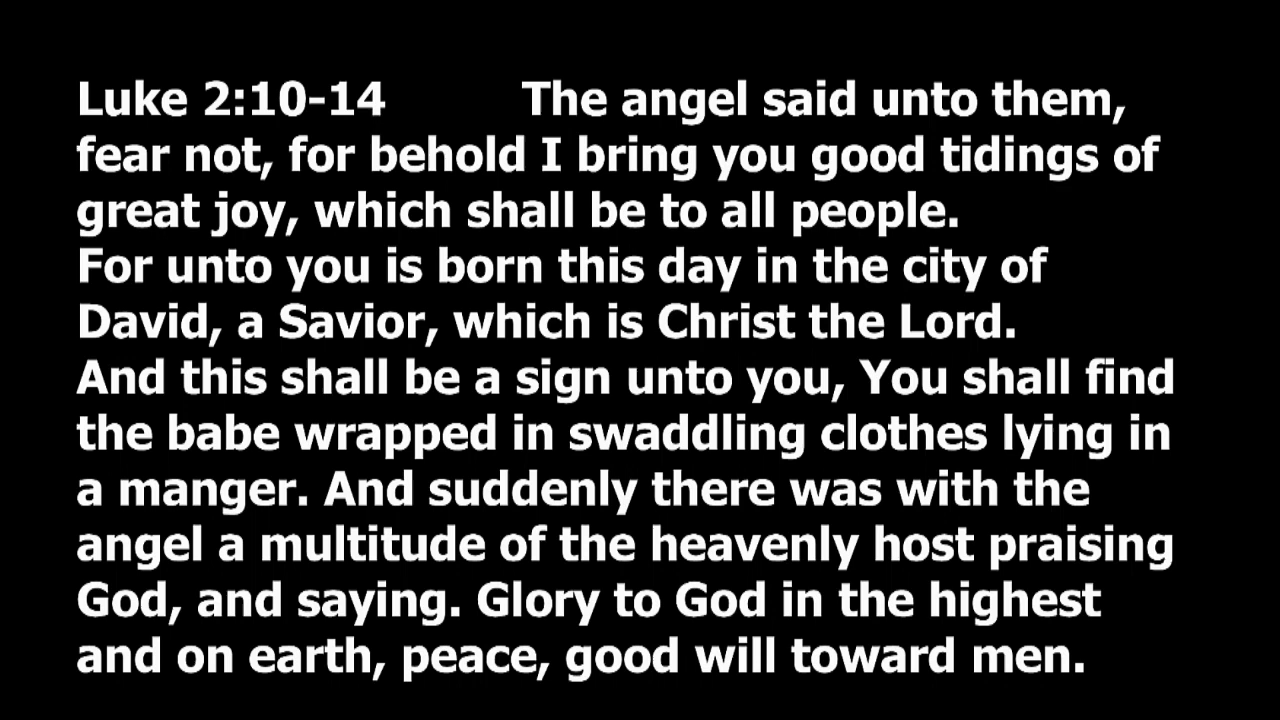 Luke 2:10-14 The angel said unto them,
fear not, for behold I bring you good tidings of
great joy, which shall be to all people.
For unto you is born this day in the city of
David, a Savior, which is Christ the Lord.
And this shall be a sign unto you, You shall find
the babe wrapped in swaddling clothes lying in
a manger. And suddenly there was with the
angel a multitude of the heavenly host praising
God, and saying. Glory to God in the highest
and on earth, peace, good will toward men.